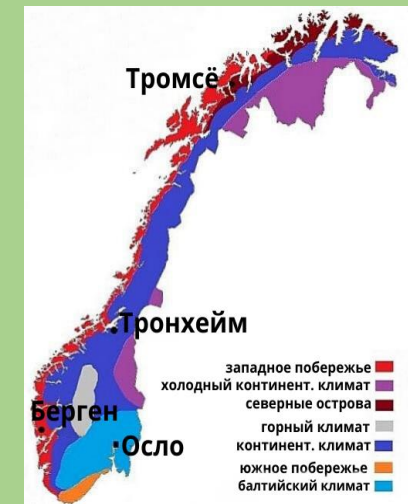 Тромсё
Тронхейм
Берген
Осло
западное побережье
холодный континент. климат
северные острова
горный климат
континент. климат
южное побережье
балтийский климат